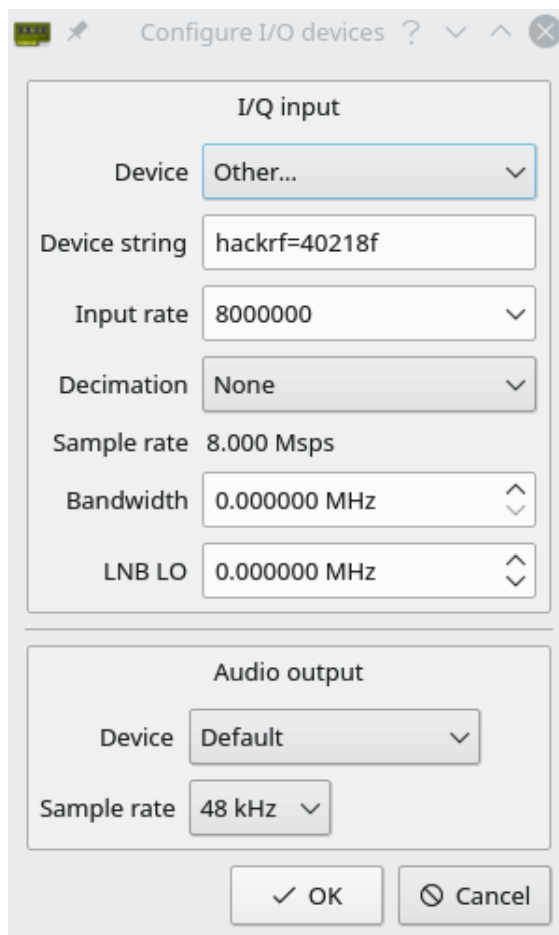 Configure I/O devices ?
I/Q input
Device Other...
Device string hackrf=40218f
Input rate 8000000
Decimation None
Sample rate 8.000 Msps
Bandwidth 0.000000 MHz
LNB LO 0.000000 MHz
Audio output
Device Default
Sample rate 48 kHz
OK Cancel